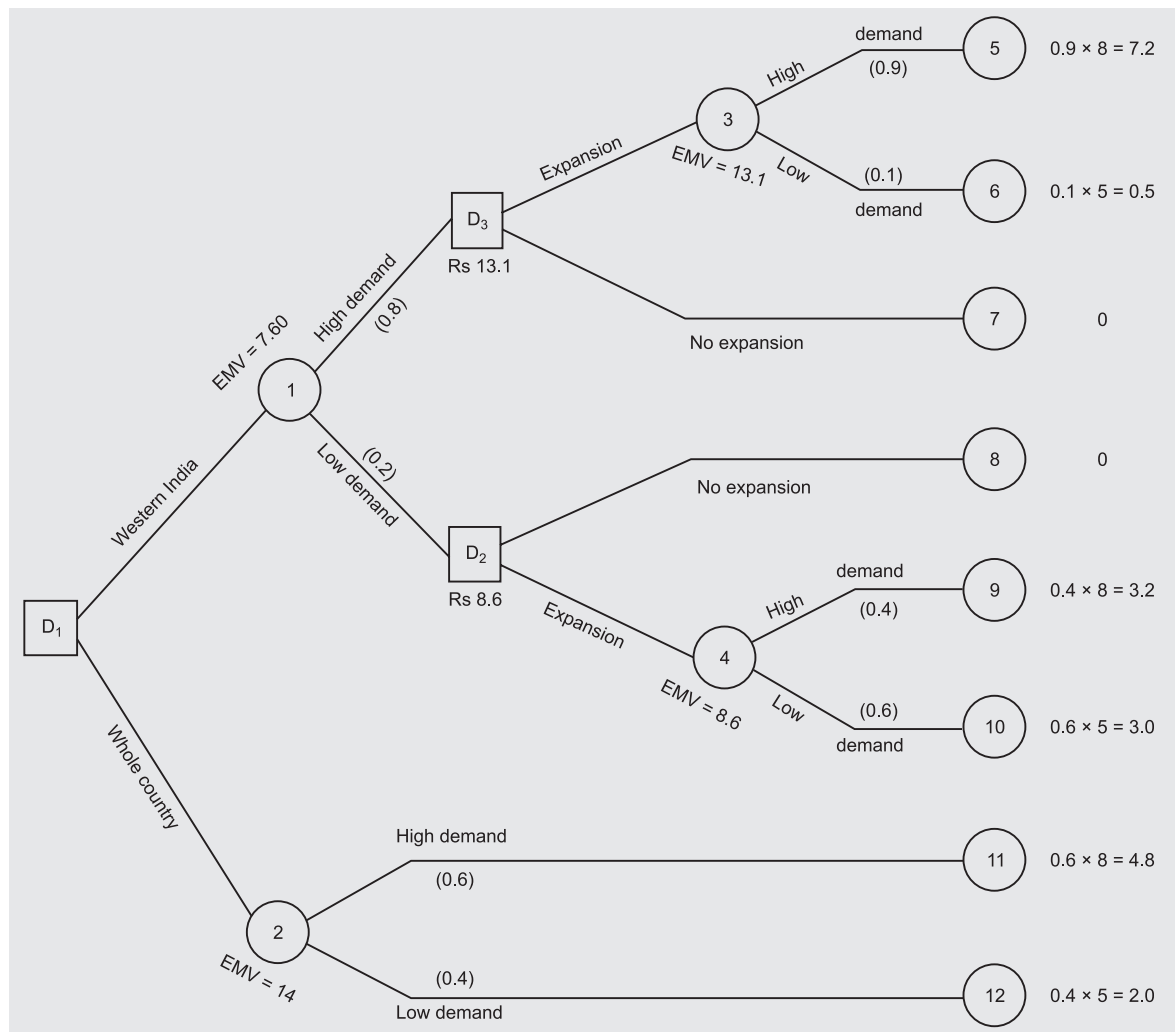 demand
High
(0.9)
5
0.9 × 8 = 7.2
3
EMV = 13.1
Low
(0.1)
demand
6
0.1 × 5 = 0.5
Expansion
D3
Rs 13.1
No expansion
7
0
High demand
(0.8)
EMV = 7.60
1
(0.2)
Low demand
Western India
8
0
No expansion
D2
Rs 8.6
Expansion
demand
High
(0.4)
9
0.4 × 8 = 3.2
4
EMV = 8.6
Low
(0.6)
demand
10
0.6 × 5 = 3.0
D1
Whole country
High demand
(0.6)
11
0.6 × 8 = 4.8
2
EMV = 14
(0.4)
Low demand
12
0.4 × 5 = 2.0